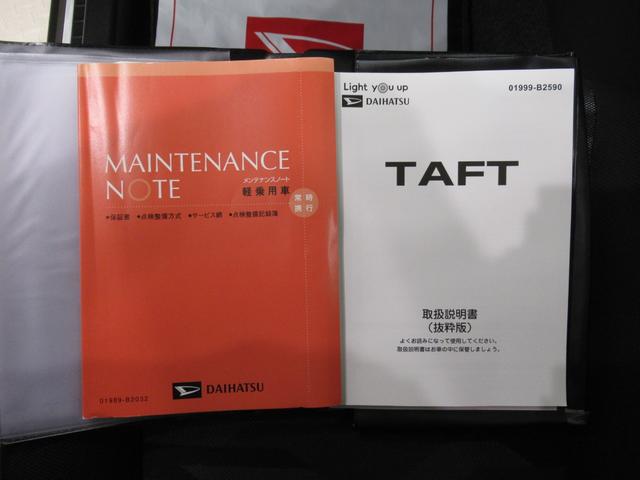 MAINTENANCE
NOTE
メンテナンスノート
軽乗用車
常時
携行
●保証書 ●点検整備方式 ●サービス網 ●点検整備記録簿
DAIHATSU
01989-B2032
Light you up
DAIHATSU
01999-B2590
TAFT
取扱説明書
(抜粋版)
よくお読みになって使用してください。
取扱説明書はお車の中に保管しましょう。